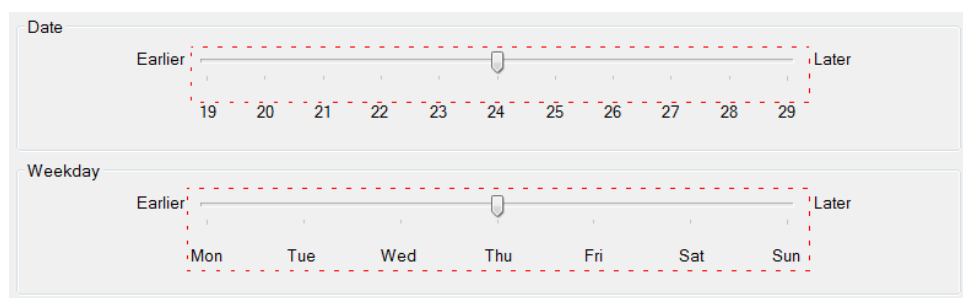 Date
Earlier Later
19 20 21 22 23 24 25 26 27 28 29
Weekday
Earlier Later
Mon Tue Wed Thu Fri Sat Sun